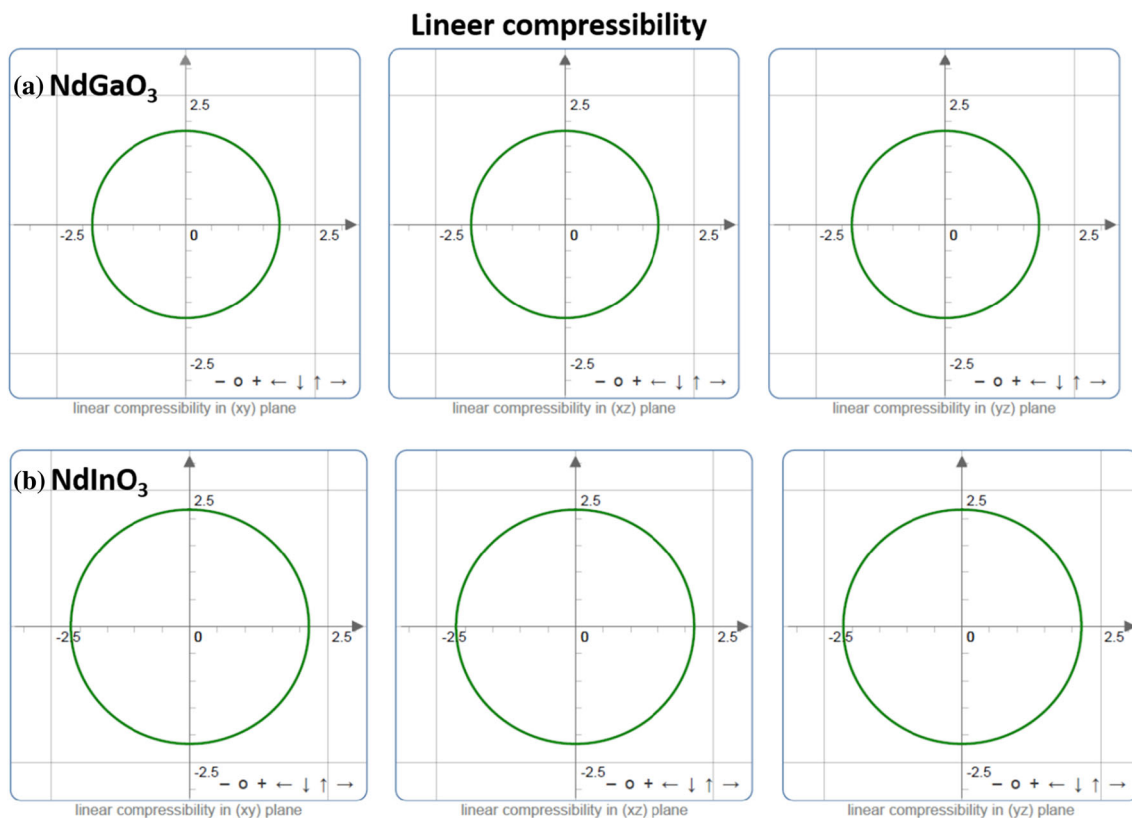 Lineer compressibility
(a) NdGaO₃
2.5
-2.5 0 2.5
-2.5
− o + ← ↓ ↑ →
linear compressibility in (xy) plane
2.5
-2.5 0 2.5
-2.5
− o + ← ↓ ↑ →
linear compressibility in (xz) plane
2.5
-2.5 0 2.5
-2.5
− o + ← ↓ ↑ →
linear compressibility in (yz) plane
(b) NdInO₃
2.5
-2.5 0 2.5
-2.5
− o + ← ↓ ↑ →
linear compressibility in (xy) plane
2.5
-2.5 0 2.5
-2.5
− o + ← ↓ ↑ →
linear compressibility in (xz) plane
2.5
-2.5 0 2.5
-2.5
− o + ← ↓ ↑ →
linear compressibility in (yz) plane